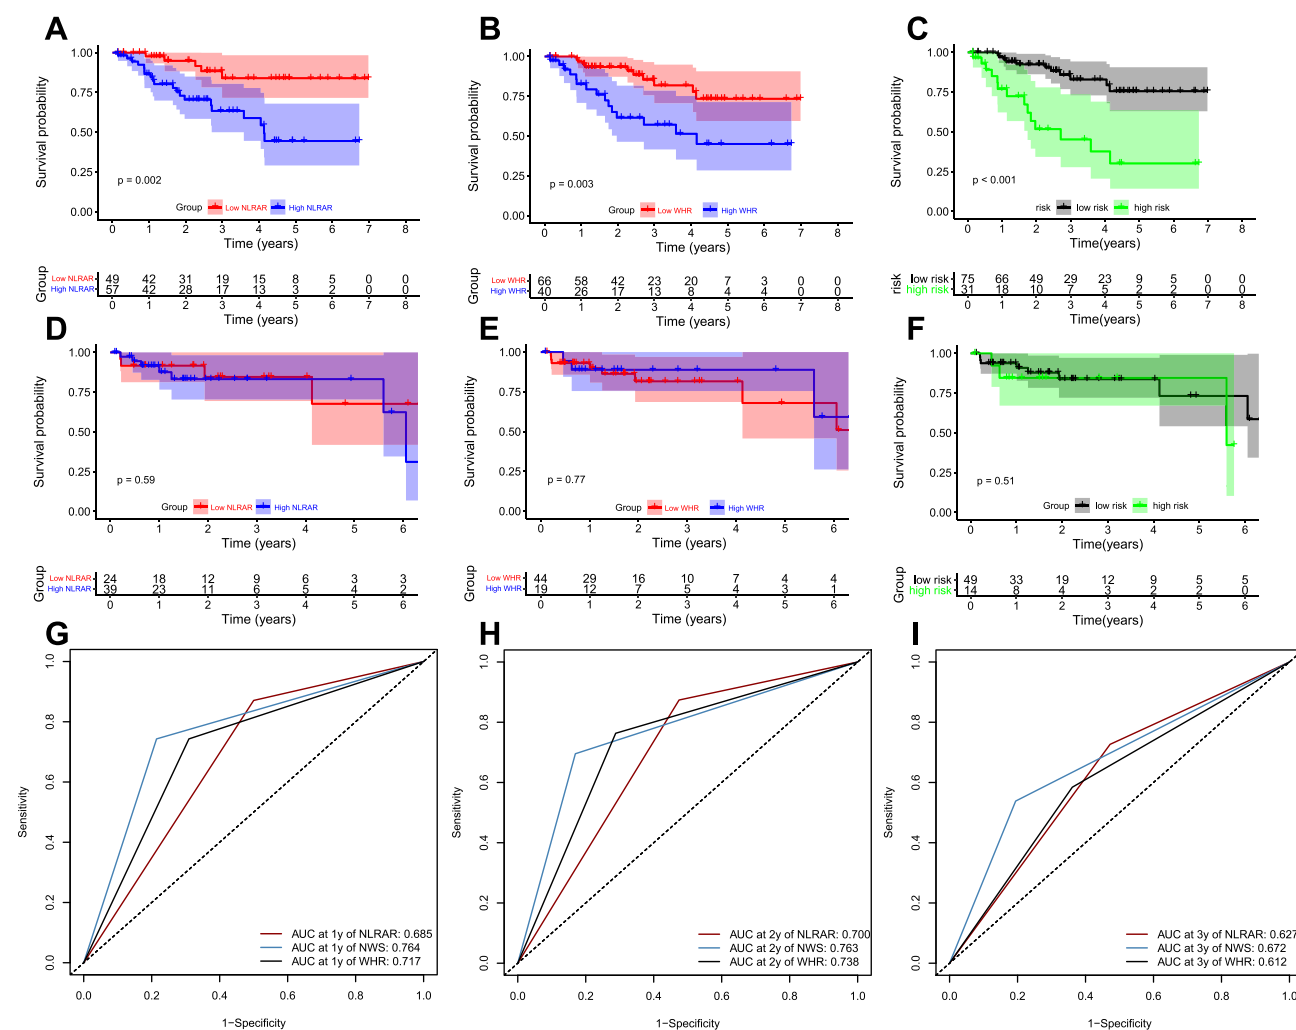 A
Survival probability
1.00
0.75
0.50
0.25
0.00
p = 0.002
Group Low NLRAR High NLRAR
0 1 2 3 4 5 6 7 8
Time (years)
Group
Low NLRAR 49 42 31 19 15 8 5 0 0
High NLRAR 57 42 28 17 13 3 2 0 0
0 1 2 3 4 5 6 7 8
Time (years)
B
Survival probability
1.00
0.75
0.50
0.25
0.00
p = 0.003
Group Low WHR High WHR
0 1 2 3 4 5 6 7 8
Time (years)
Group
Low WHR 66 58 42 23 20 7 3 0 0
High WHR 40 26 17 13 8 4 4 0 0
0 1 2 3 4 5 6 7 8
Time (years)
C
Survival probability
1.00
0.75
0.50
0.25
0.00
p < 0.001
risk low risk high risk
0 1 2 3 4 5 6 7 8
Time(years)
risk
low risk 75 66 49 29 23 9 5 0 0
high risk 31 18 10 7 5 2 2 0 0
0 1 2 3 4 5 6 7 8
Time(years)
D
Survival probability
1.00
0.75
0.50
0.25
0.00
p = 0.59
Group Low NLRAR High NLRAR
0 1 2 3 4 5 6
Time (years)
Group
Low NLRAR 24 18 12 9 6 3 3
High NLRAR 39 23 11 6 5 4 2
0 1 2 3 4 5 6
Time (years)
E
Survival probability
1.00
0.75
0.50
0.25
0.00
p = 0.77
Group Low WHR High WHR
0 1 2 3 4 5 6
Time (years)
Group
Low WHR 44 29 16 10 7 4 4
High WHR 19 12 7 5 4 3 1
0 1 2 3 4 5 6
Time (years)
F
Survival probability
1.00
0.75
0.50
0.25
0.00
p = 0.51
Group low risk high risk
0 1 2 3 4 5 6
Time(years)
Group
low risk 49 33 19 12 9 5 5
high risk 14 8 4 3 2 2 0
0 1 2 3 4 5 6
Time(years)
G
Sensitivity
1.0
0.8
0.6
0.4
0.2
0.0
AUC at 1y of NLRAR: 0.685
AUC at 1y of NWS: 0.764
AUC at 1y of WHR: 0.717
0.0 0.2 0.4 0.6 0.8 1.0
1−Specificity
H
Sensitivity
1.0
0.8
0.6
0.4
0.2
0.0
AUC at 2y of NLRAR: 0.700
AUC at 2y of NWS: 0.763
AUC at 2y of WHR: 0.738
0.0 0.2 0.4 0.6 0.8 1.0
1−Specificity
I
Sensitivity
1.0
0.8
0.6
0.4
0.2
0.0
AUC at 3y of NLRAR: 0.627
AUC at 3y of NWS: 0.672
AUC at 3y of WHR: 0.612
0.0 0.2 0.4 0.6 0.8 1.0
1−Specificity